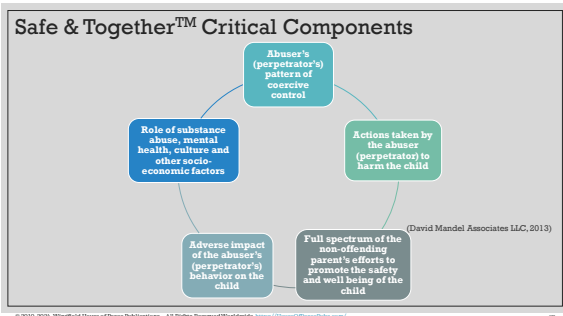 Safe & Together™ Critical Components
Abuser's
(perpetrator's)
pattern of
coercive
control
Actions taken by
the abuser
(perpetrator) to
harm the child
(David Mandel Associates LLC, 2013)
Full spectrum of the
non-offending
parent's efforts to
promote the safety
and well being of the
child
Adverse impact
of the abuser's
(perpetrator's)
behavior on the
child
Role of substance
abuse, mental
health, culture and
other socio-
economic factors